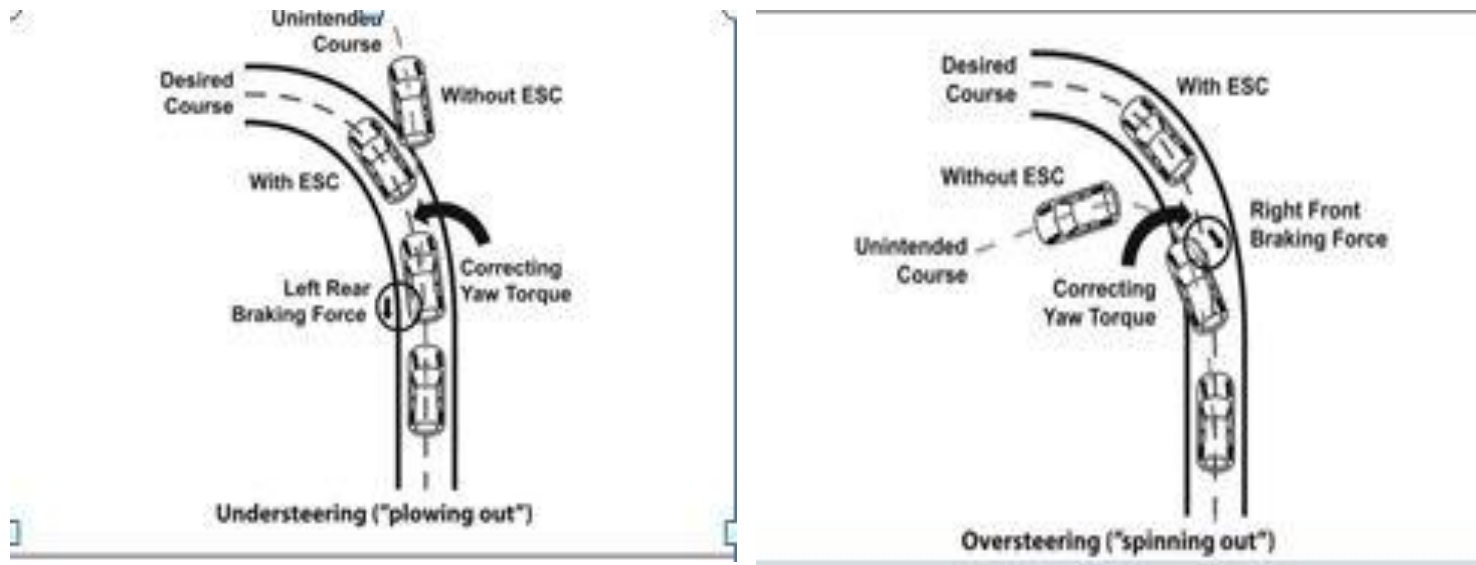 Unintended
Course
Desired
Course
Without ESC
With ESC
Correcting
Yaw Torque
Left Rear
Braking Force
Understeering ("plowing out")
Desired
Course
With ESC
Without ESC
Right Front
Braking Force
Unintended
Course
Correcting
Yaw Torque
Oversteering ("spinning out")